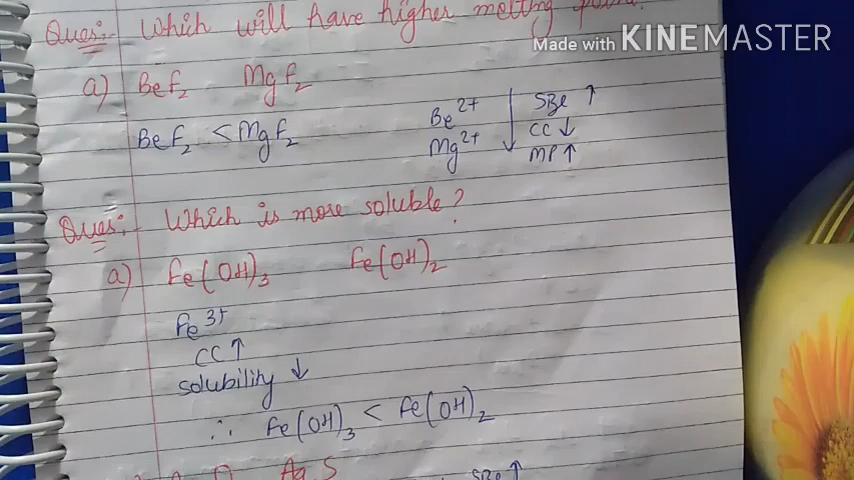 Ques:- Which will have higher melting point?
Made with KINEMASTER
a) BeF₂ MgF₂
BeF₂ < MgF₂
Be²⁺ ↓ Size ↑
Mg²⁺ CC ↓
MP ↑
Ques:- Which is more soluble?
a) Fe(OH)₃ Fe(OH)₂
Fe³⁺
CC ↑
solubility ↓
∴ Fe(OH)₃ < Fe(OH)₂
Ag₂S